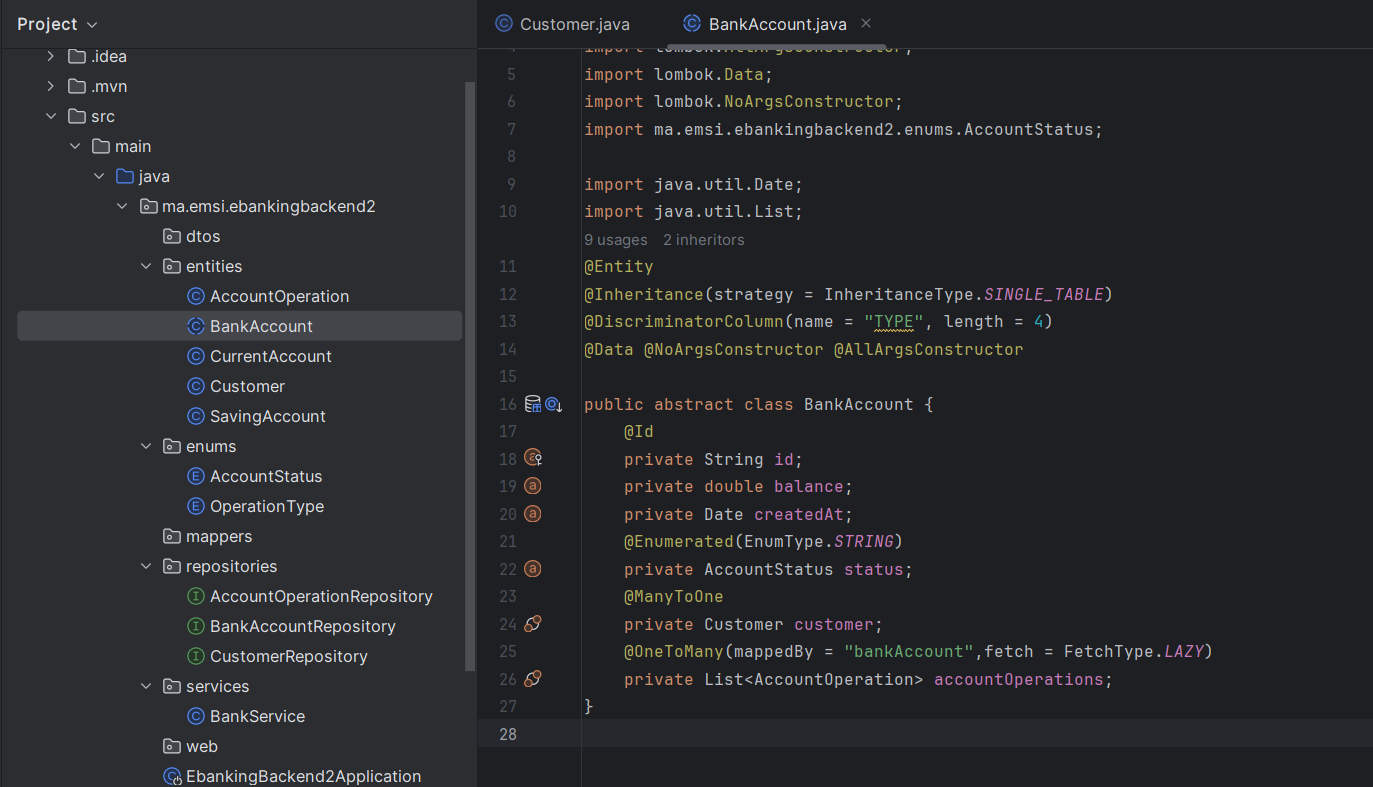 Project
.idea
.mvn
src
main
java
ma.emsi.ebankingbackend2
dtos
entities
AccountOperation
BankAccount
CurrentAccount
Customer
SavingAccount
enums
AccountStatus
OperationType
mappers
repositories
AccountOperationRepository
BankAccountRepository
CustomerRepository
services
BankService
web
EbankingBackend2Application
Customer.java BankAccount.java
4 import lombok.AllArgsConstructor;
5 import lombok.Data;
6 import lombok.NoArgsConstructor;
7 import ma.emsi.ebankingbackend2.enums.AccountStatus;
8
9 import java.util.Date;
10 import java.util.List;
9 usages 2 inheritors
11 @Entity
12 @Inheritance(strategy = InheritanceType.SINGLE_TABLE)
13 @DiscriminatorColumn(name = "TYPE", length = 4)
14 @Data @NoArgsConstructor @AllArgsConstructor
15
16 public abstract class BankAccount {
17 @Id
18 private String id;
19 private double balance;
20 private Date createdAt;
21 @Enumerated(EnumType.STRING)
22 private AccountStatus status;
23 @ManyToOne
24 private Customer customer;
25 @OneToMany(mappedBy = "bankAccount",fetch = FetchType.LAZY)
26 private List<AccountOperation> accountOperations;
27 }
28